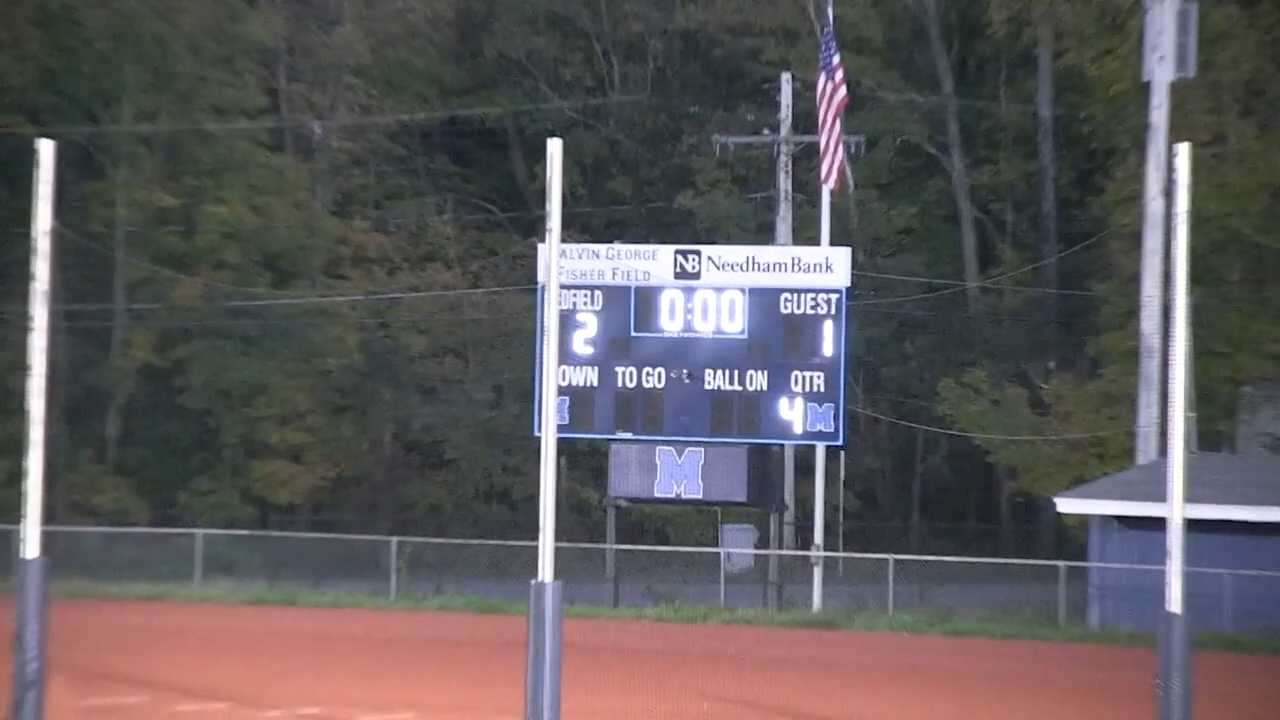 ALVIN GEORGE
FISHER FIELD
NB NeedhamBank
EDFIELD 0:00 GUEST
2 1
OWN TO GO BALL ON QTR
M 4 M
M